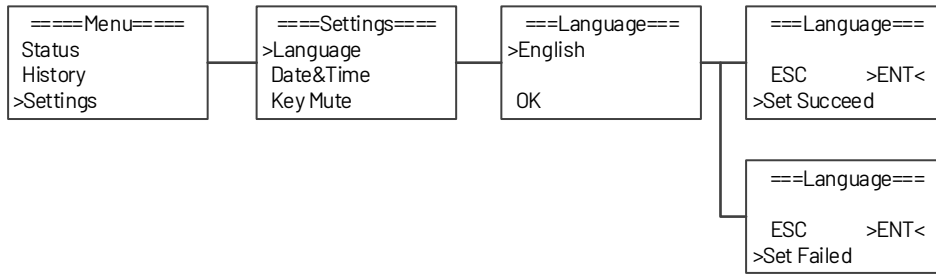 =====Menu=====
Status
History
>Settings
====Settings====
>Language
Date&Time
Key Mute
===Language===
>English
OK
===Language===
ESC >ENT<
>Set Succeed
===Language===
ESC >ENT<
>Set Failed